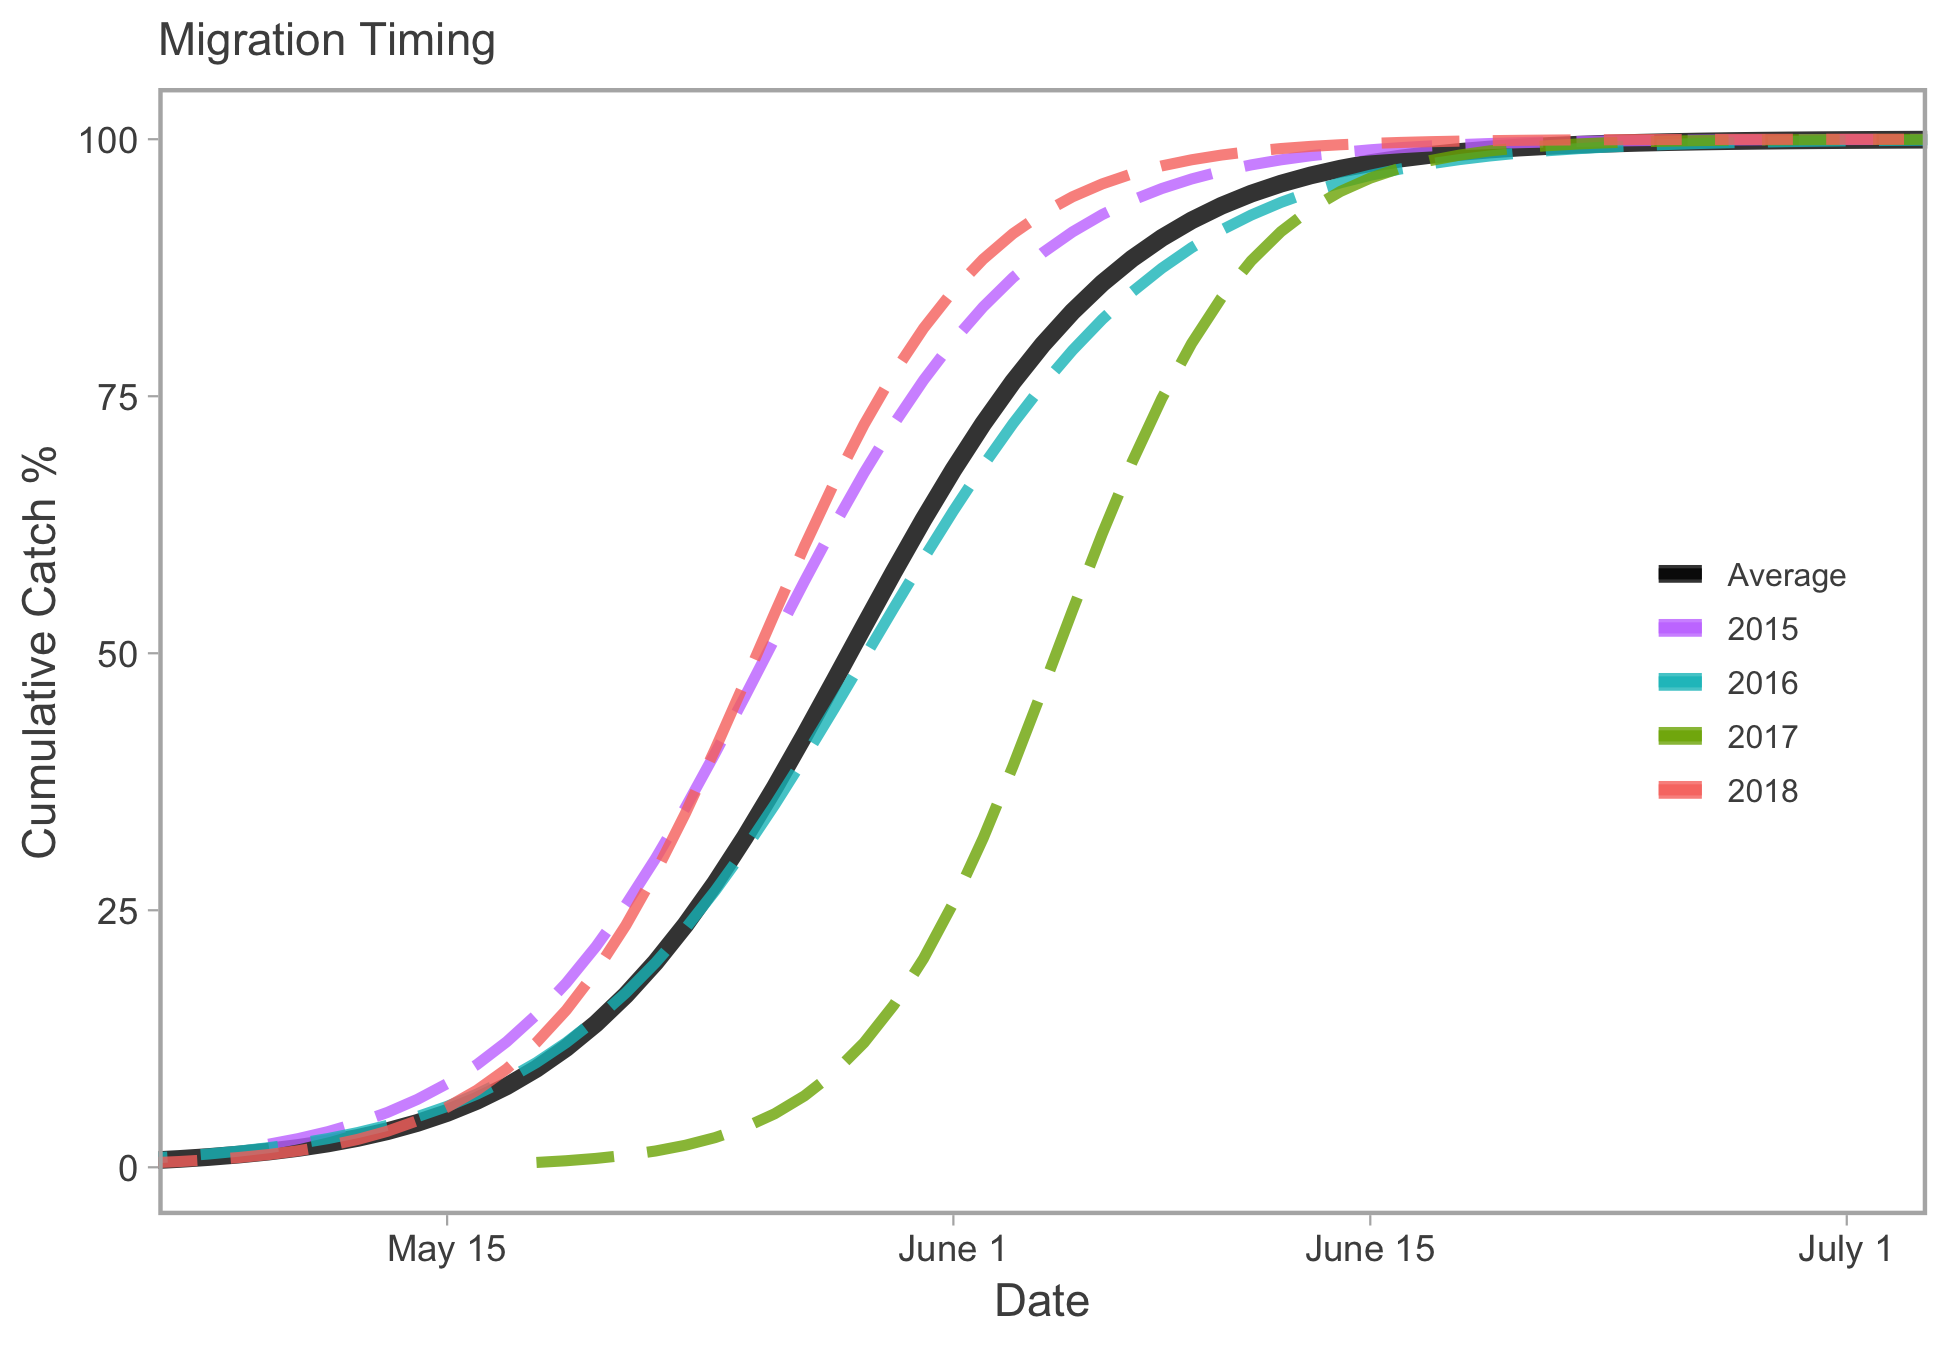 Migration Timing
Cumulative Catch %
100
75
50
25
0
May 15
June 1
June 15
July 1
Date
Average
2015
2016
2017
2018